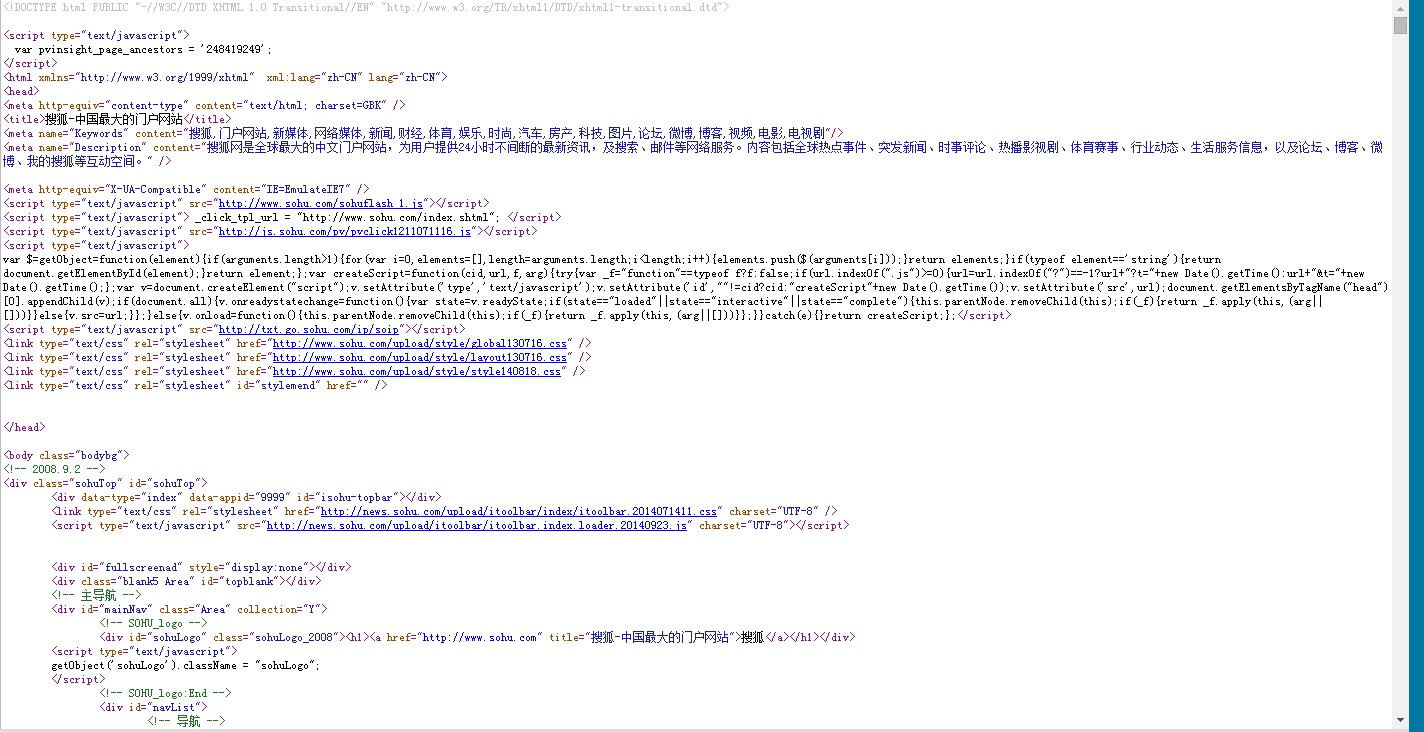 <!DOCTYPE html PUBLIC "-//W3C//DTD XHTML 1.0 Transitional//EN" "http://www.w3.org/TR/xhtml1/DTD/xhtml1-transitional.dtd">
<script type="text/javascript">
var pvinsight_page_ancestors = '248419249';
</script>
<html xmlns="http://www.w3.org/1999/xhtml" xml:lang="zh-CN" lang="zh-CN">
<head>
<meta http-equiv="content-type" content="text/html; charset=GBK" />
<title>搜狐-中国最大的门户网站</title>
<meta name="Keywords" content="搜狐,门户网站,新媒体,网络媒体,新闻,财经,体育,娱乐,时尚,汽车,房产,科技,图片,论坛,微博,博客,视频,电影,电视剧"/>
<meta name="Description" content="搜狐网是全球最大的中文门户网站，为用户提供24小时不间断的最新资讯，及搜索、邮件等网络服务。内容包括全球热点事件、突发新闻、时事评论、热播影视剧、体育赛事、行业动态、生活服务信息，以及论坛、博客、微
博、我的搜狐等互动空间。" />
<meta http-equiv="X-UA-Compatible" content="IE=EmulateIE7" />
<script type="text/javascript" src="http://www.sohu.com/sohuflash_1.js"></script>
<script type="text/javascript"> _click_tpl_url = "http://www.sohu.com/index.shtml"; </script>
<script type="text/javascript" src="http://js.sohu.com/pv/pvclick1211071116.js"></script>
<script type="text/javascript">
var $=getObject=function(element){if(arguments.length>1){for(var i=0,elements=[],length=arguments.length;i<length;i++){elements.push($(arguments[i]));}return elements;}if(typeof element=='string'){return
document.getElementById(element);}return element;};var createScript=function(cid,url,f,arg){try{var _f="function"==typeof f?f:false;if(url.indexOf(".js")>=0){url=url.indexOf("?")==-1?url+"?t="+new Date().getTime():url+"&t="+new
Date().getTime();};var v=document.createElement("script");v.setAttribute('type','text/javascript');v.setAttribute('id',""!=cid?cid:"createScript"+new Date().getTime());v.setAttribute('src',url);document.getElementsByTagName("head")
[0].appendChild(v);if(document.all){v.onreadystatechange=function(){var state=v.readyState;if(state=="loaded"||state=="interactive"||state=="complete"){this.parentNode.removeChild(this);if(_f){return _f.apply(this,(arg||
[]))}}else{v.src=url;}};}else{v.onload=function(){this.parentNode.removeChild(this);if(_f){return _f.apply(this,(arg||[]))}};}}catch(e){}return createScript;};</script>
<script type="text/javascript" src="http://txt.go.sohu.com/ip/soip"></script>
<link type="text/css" rel="stylesheet" href="http://www.sohu.com/upload/style/global130716.css" />
<link type="text/css" rel="stylesheet" href="http://www.sohu.com/upload/style/layout130716.css" />
<link type="text/css" rel="stylesheet" href="http://www.sohu.com/upload/style/style140818.css" />
<link type="text/css" rel="stylesheet" id="stylemend" href="" />
</head>
<body class="bodybg">
<!-- 2008.9.2 -->
<div class="sohuTop" id="sohuTop">
<div data-type="index" data-appid="9999" id="isohu-topbar"></div>
<link type="text/css" rel="stylesheet" href="http://news.sohu.com/upload/itoolbar/index/itoolbar.2014071411.css" charset="UTF-8" />
<script type="text/javascript" src="http://news.sohu.com/upload/itoolbar/itoolbar.index.loader.20140923.js" charset="UTF-8"></script>
<div id="fullscreenad" style="display:none"></div>
<div class="blank5 Area" id="topblank"></div>
<!-- 主导航 -->
<div id="mainNav" class="Area" collection="Y">
<!-- SOHU_logo -->
<div id="sohuLogo" class="sohuLogo_2008"><h1><a href="http://www.sohu.com" title="搜狐-中国最大的门户网站">搜狐</a></h1></div>
<script type="text/javascript">
getObject('sohuLogo').className = "sohuLogo";
</script>
<!-- SOHU_logo:End -->
<div id="navList">
<!-- 导航 -->